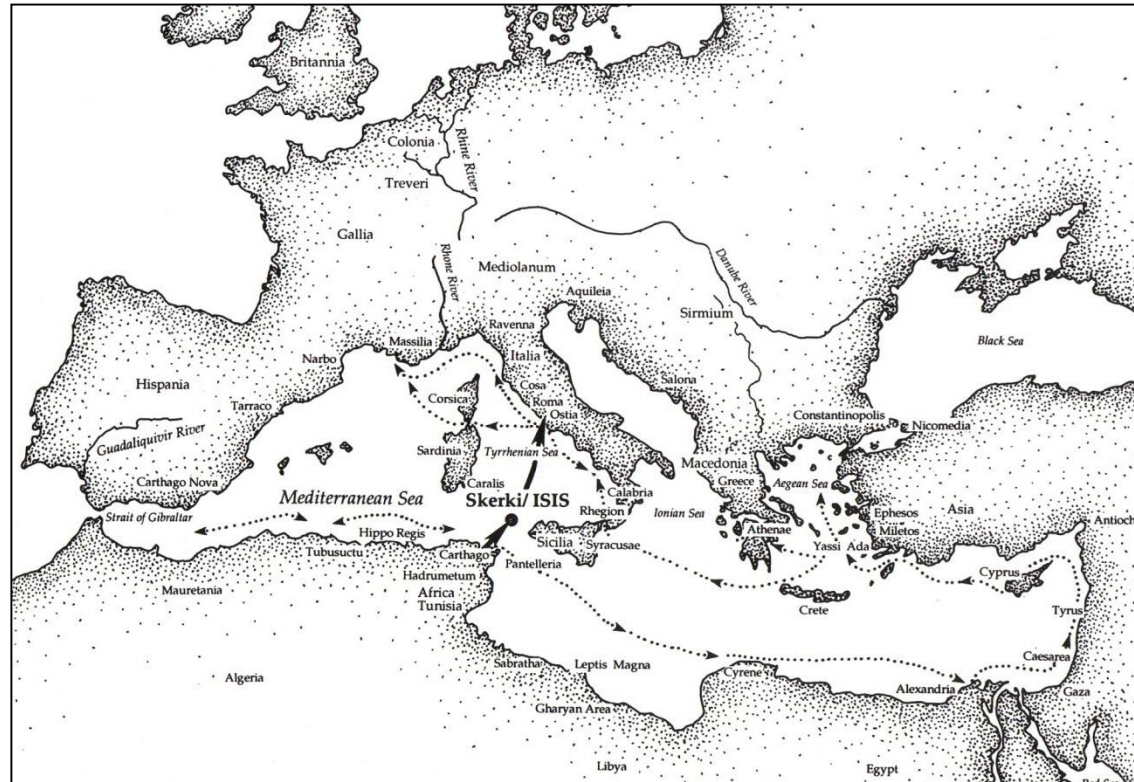 Britannia
Colonia
Rhine River
Treveri
Gallia
Rhone River
Mediolanum
Danube River
Aquileia
Sirmium
Ravenna
Massilia
Italia
Narbo
Black Sea
Hispania
Cosa
Salona
Corsica
Roma
Tarraco
Ostia
Constantinopolis
Nicomedia
Guadaliquivir River
Sardinia
Tyrrhenian Sea
Macedonia
Greece
Aegean Sea
Carthago Nova
Caralis
Mediterranean Sea
Skerki/ ISIS
Calabria
Rhegion
Ionian Sea
Ephesos
Asia
Antioch
Strait of Gibraltar
Athenae
Miletos
Hippo Regis
Sicilia
Syracusae
Yassi Ada
Tubusuctu
Carthago
Pantelleria
Cyprus
Hadrumetum
Mauretania
Africa
Tunisia
Crete
Tyrus
Caesarea
Sabratha
Leptis Magna
Cyrene
Algeria
Alexandria
Gaza
Gharyan Area
Libya
Egypt